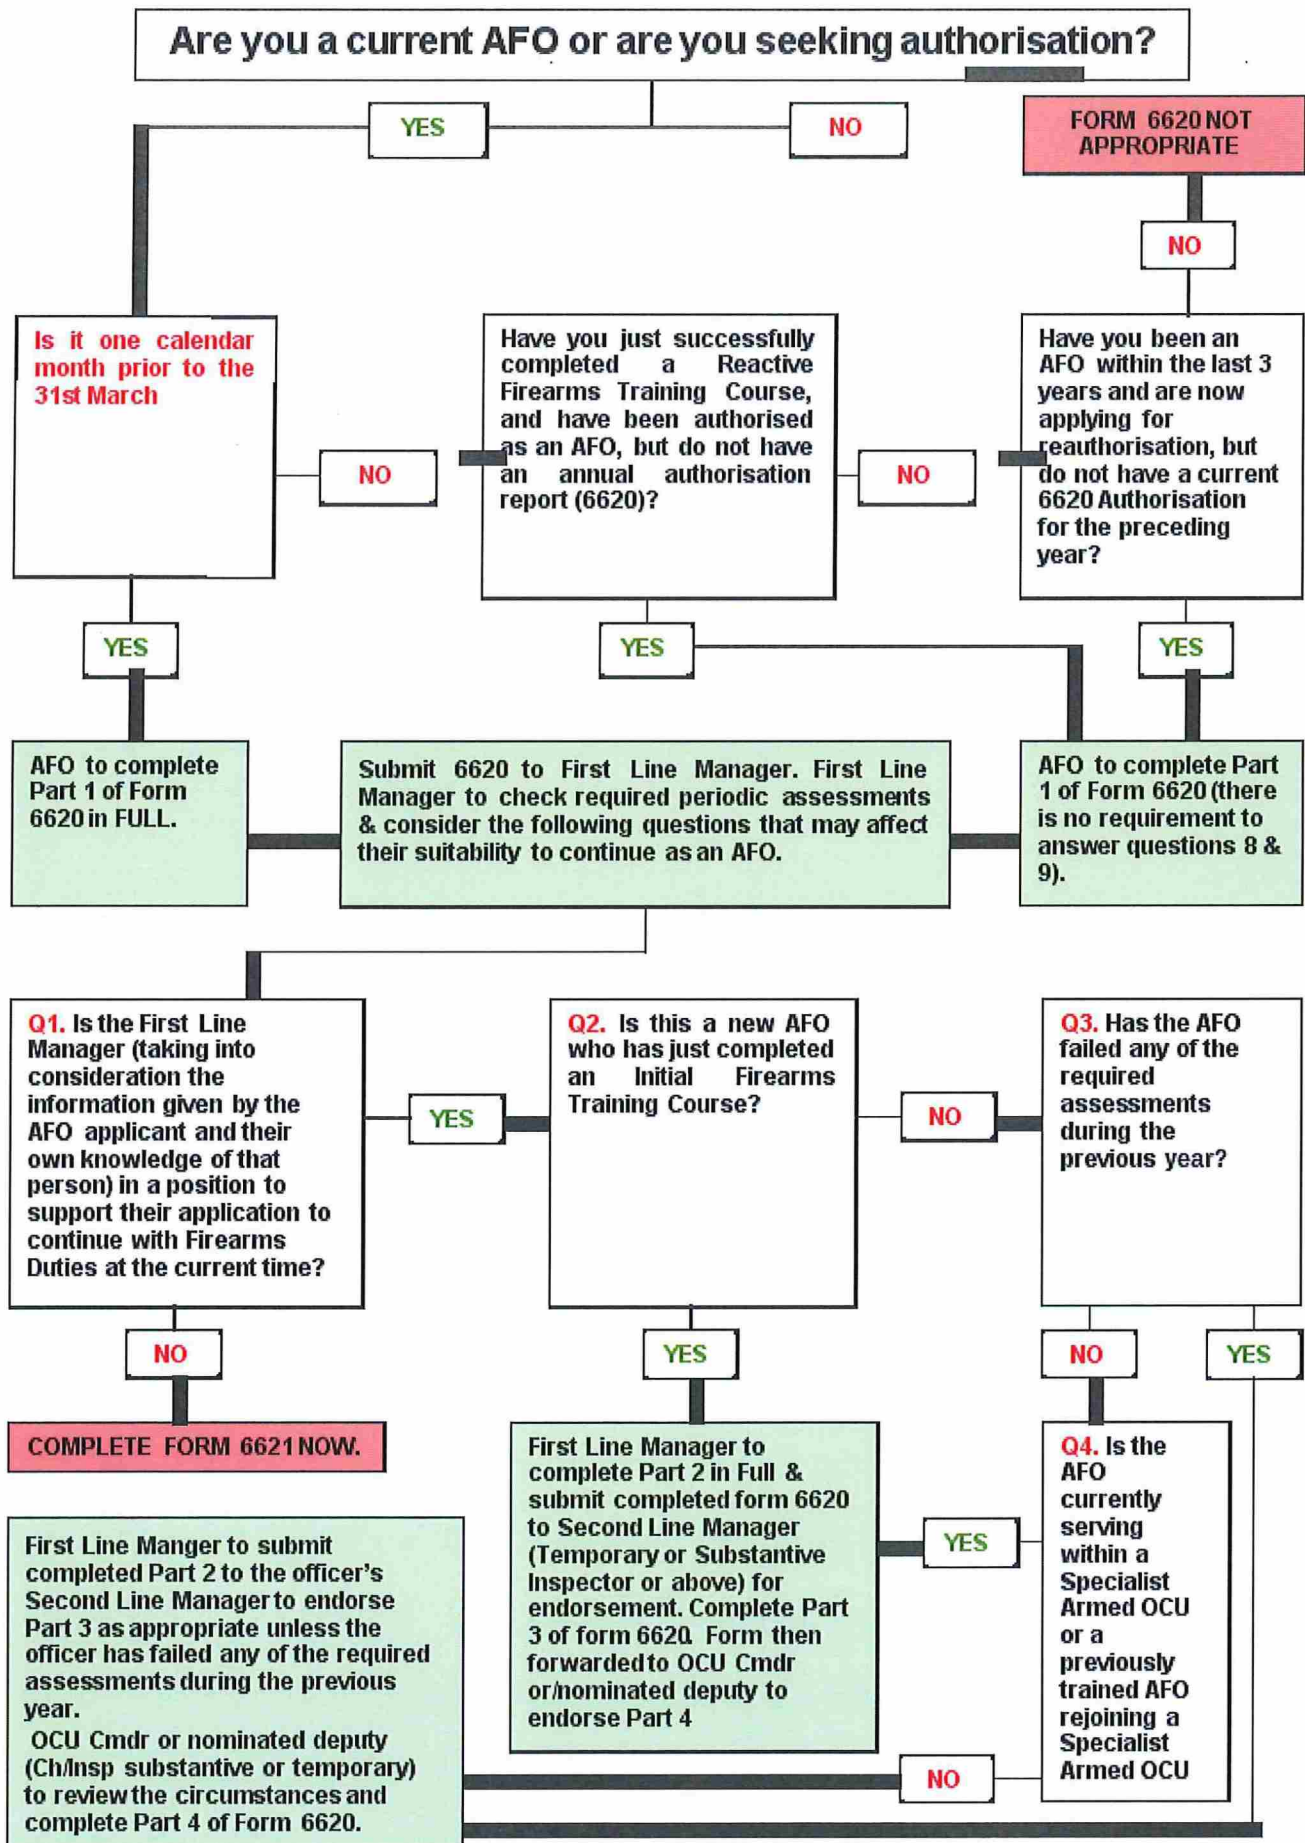 Are you a current AFO or are you seeking authorisation?
YES
NO
FORM 6620 NOT
APPROPRIATE
NO
Is it one calendar
month prior to the
31st March
NO
Have you just successfully
completed a Reactive
Firearms Training Course,
and have been authorised
as an AFO, but do not have
an annual authorisation
report (6620)?
NO
Have you been an
AFO within the last 3
years and are now
applying for
reauthorisation, but
do not have a current
6620 Authorisation
for the preceding
year?
YES
YES
YES
AFO to complete
Part 1 of Form
6620 in FULL.
Submit 6620 to First Line Manager. First Line
Manager to check required periodic assessments
& consider the following questions that may affect
their suitability to continue as an AFO.
AFO to complete Part
1 of Form 6620 (there
is no requirement to
answer questions 8 &
9).
Q1. Is the First Line
Manager (taking into
consideration the
information given by the
AFO applicant and their
own knowledge of that
person) in a position to
support their application to
continue with Firearms
Duties at the current time?
YES
Q2. Is this a new AFO
who has just completed
an Initial Firearms
Training Course?
NO
Q3. Has the AFO
failed any of the
required
assessments
during the
previous year?
NO
YES
NO
YES
COMPLETE FORM 6621 NOW.
First Line Manager to
complete Part 2 in Full &
submit completed form 6620
to Second Line Manager
(Temporary or Substantive
Inspector or above) for
endorsement. Complete Part
3 of form 6620. Form then
forwarded to OCU Cmdr
or/nominated deputy to
endorse Part 4
YES
Q4. Is the
AFO
currently
serving
within a
Specialist
Armed OCU
or a
previously
trained AFO
rejoining a
Specialist
Armed OCU
NO
First Line Manger to submit
completed Part 2 to the officer's
Second Line Manager to endorse
Part 3 as appropriate unless the
officer has failed any of the required
assessments during the previous
year.
OCU Cmdr or nominated deputy
(Ch/Insp substantive or temporary)
to review the circumstances and
complete Part 4 of Form 6620.